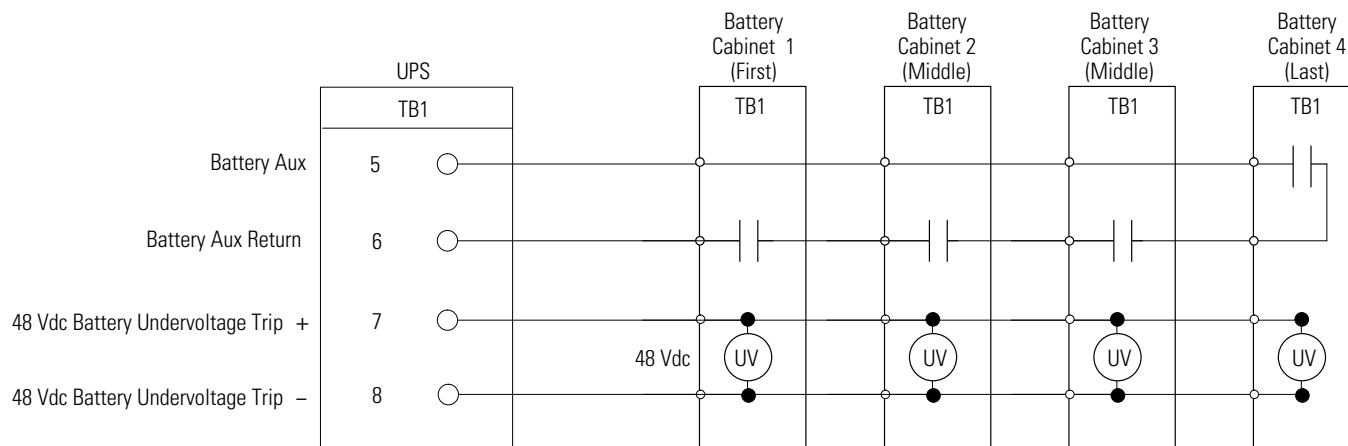 Battery
Cabinet 1
(First)
Battery
Cabinet 2
(Middle)
Battery
Cabinet 3
(Middle)
Battery
Cabinet 4
(Last)
UPS
TB1
TB1
TB1
TB1
TB1
Battery Aux 5
Battery Aux Return 6
48 Vdc Battery Undervoltage Trip + 7
48 Vdc UV UV UV UV
48 Vdc Battery Undervoltage Trip – 8